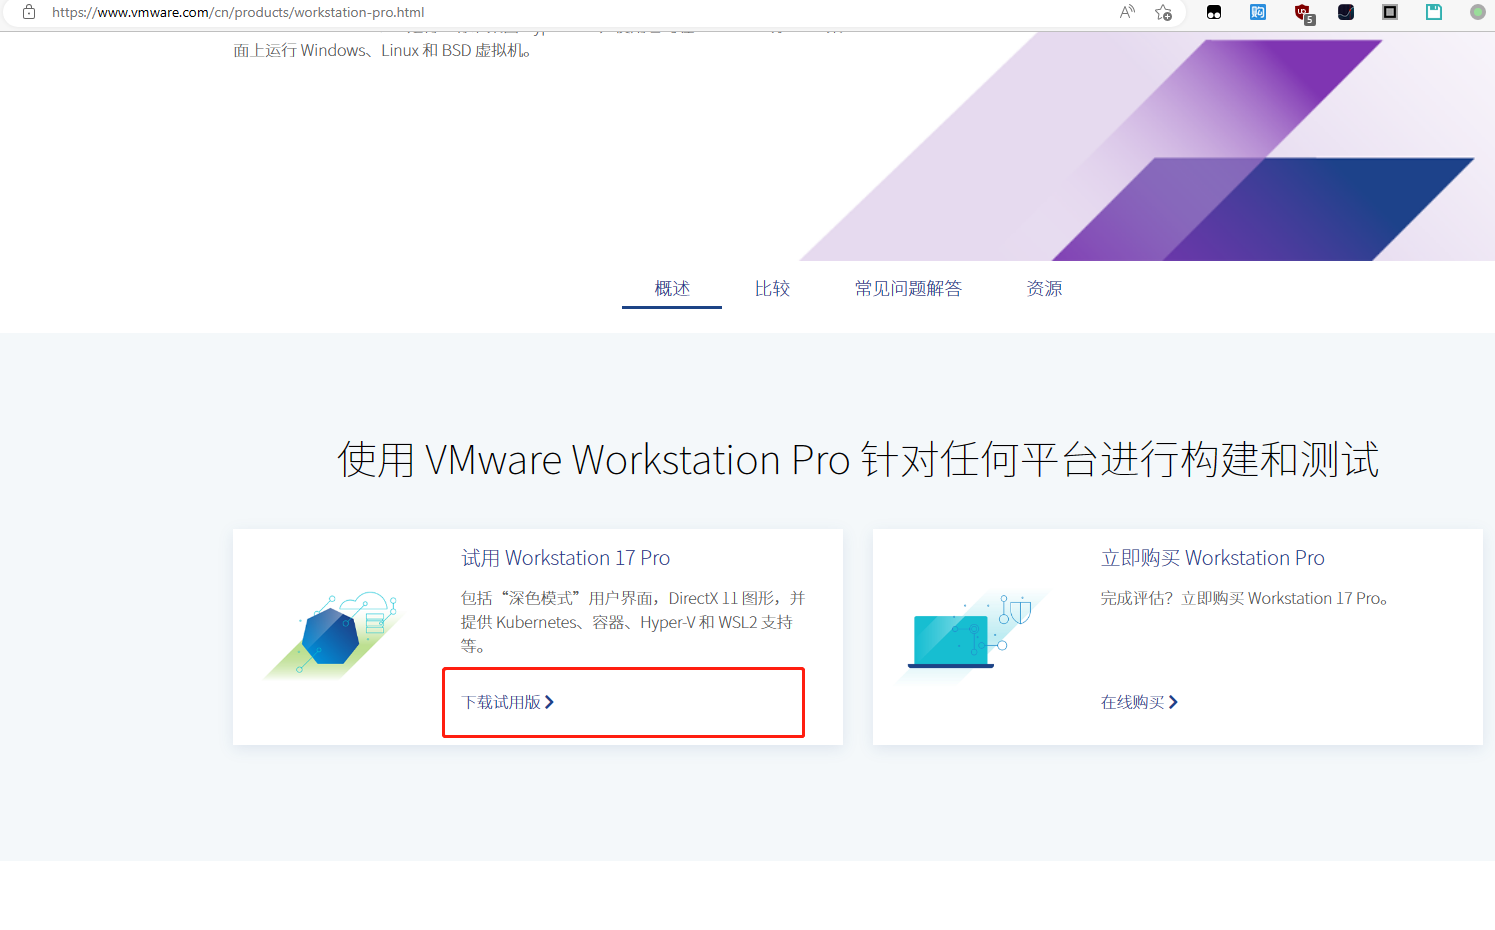 https://www.vmware.com/cn/products/workstation-pro.html
5
面上运行 Windows、Linux 和 BSD 虚拟机。
概述
比较
常见问题解答
资源
使用 VMware Workstation Pro 针对任何平台进行构建和测试
试用 Workstation 17 Pro
包括“深色模式”用户界面，DirectX 11 图形，并
提供 Kubernetes、容器、Hyper-V 和 WSL2 支持
等。
下载试用版
立即购买 Workstation Pro
完成评估？立即购买 Workstation 17 Pro。
在线购买